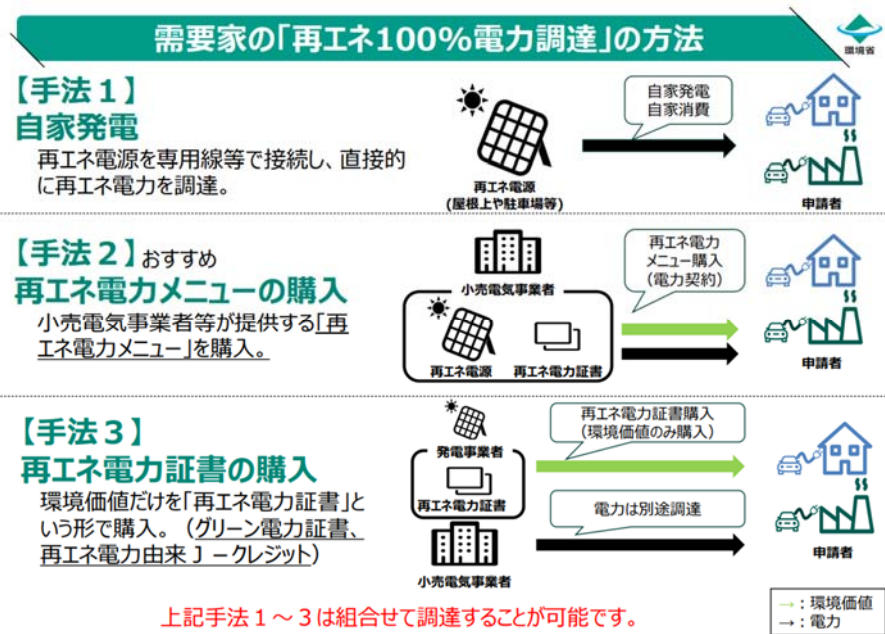 需要家の「再エネ100%電力調達」の方法
環境省
【手法１】
自家発電
再エネ電源を専用線等で接続し、直接的
に再エネ電力を調達。
再エネ電源
(屋根上や駐車場等)
自家発電
自家消費
申請者
【手法２】おすすめ
再エネ電力メニューの購入
小売電気事業者等が提供する「再
エネ電力メニュー」を購入。
小売電気事業者
再エネ電源 再エネ電力証書
再エネ電力
メニュー購入
（電力契約）
申請者
【手法３】
再エネ電力証書の購入
環境価値だけを「再エネ電力証書」と
いう形で購入。（グリーン電力証書、
再エネ電力由来Ｊ－クレジット）
発電事業者
再エネ電力証書
小売電気事業者
再エネ電力証書購入
（環境価値のみ購入）
電力は別途調達
申請者
上記手法１～３は組合せて調達することが可能です。
→：環境価値
→：電力